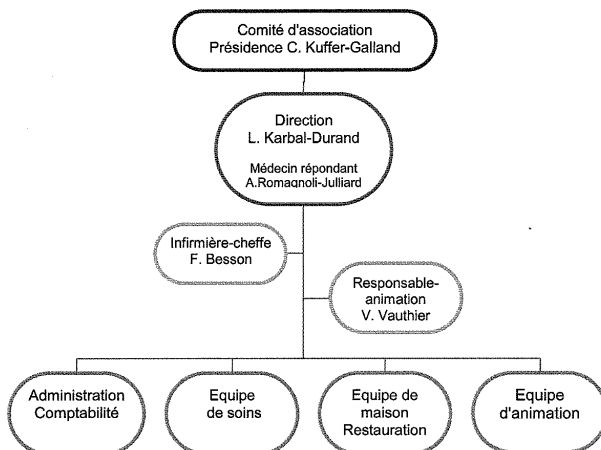 Comité d'association
Présidence C. Kuffer-Galland
Direction
L. Karbal-Durand
Médecin répondant
A.Romagnoli-Julliard
Infirmière-cheffe
F. Besson
Responsable-
animation
V. Vauthier
Administration
Comptabilité
Equipe
de soins
Equipe de
maison
Restauration
Equipe
d'animation